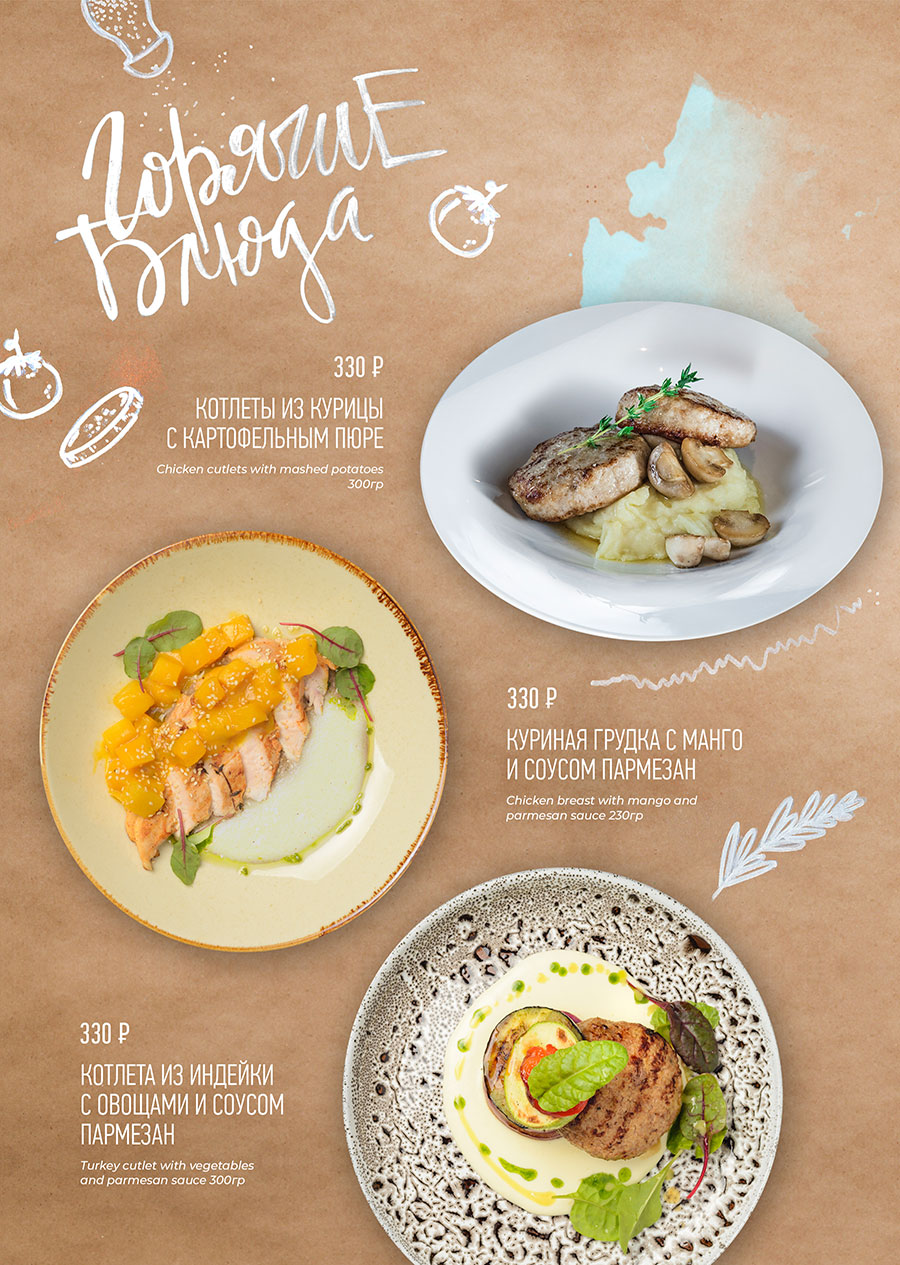 Горячие
Блюда
330 ₽
КОТЛЕТЫ ИЗ КУРИЦЫ
С КАРТОФЕЛЬНЫМ ПЮРЕ
Chicken cutlets with mashed potatoes
300гр
330 ₽
КУРИНАЯ ГРУДКА С МАНГО
И СОУСОМ ПАРМЕЗАН
Chicken breast with mango and
parmesan sauce 230гр
330 ₽
КОТЛЕТА ИЗ ИНДЕЙКИ
С ОВОЩАМИ И СОУСОМ
ПАРМЕЗАН
Turkey cutlet with vegetables
and parmesan sauce 300гр